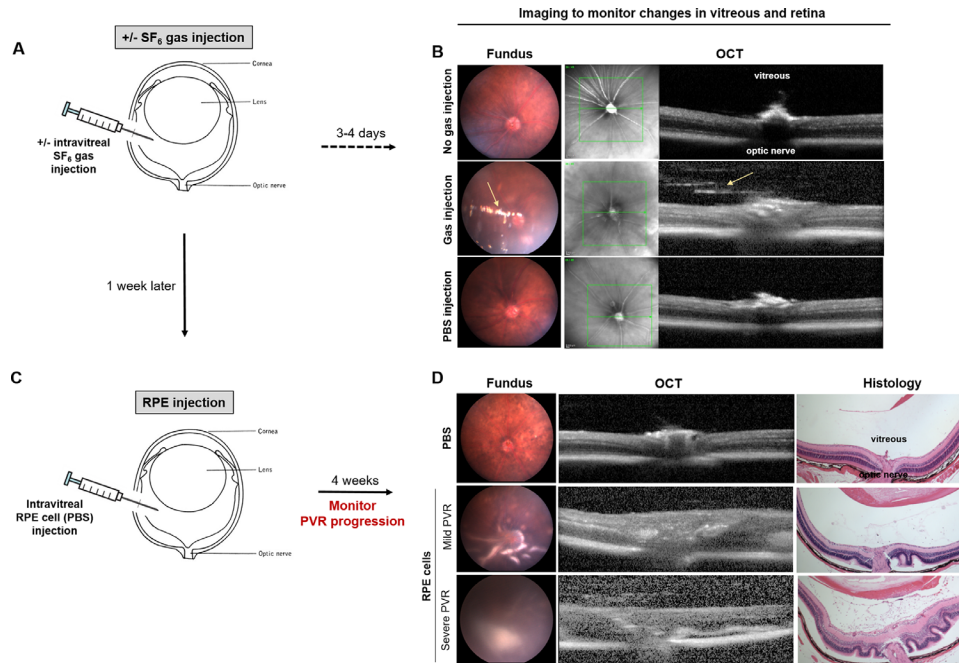 Imaging to monitor changes in vitreous and retina
A
+/- SF₆ gas injection
Cornea
Lens
+/- intravitreal
SF₆ gas
injection
Optic nerve
3-4 days
1 week later
B
Fundus
OCT
No gas injection
vitreous
optic nerve
Gas injection
PBS injection
C
RPE injection
Cornea
Lens
Intravitreal
RPE cell (PBS)
injection
Optic nerve
4 weeks
Monitor
PVR progression
D
Fundus
OCT
Histology
PBS
vitreous
optic nerve
RPE cells
Mild PVR
Severe PVR